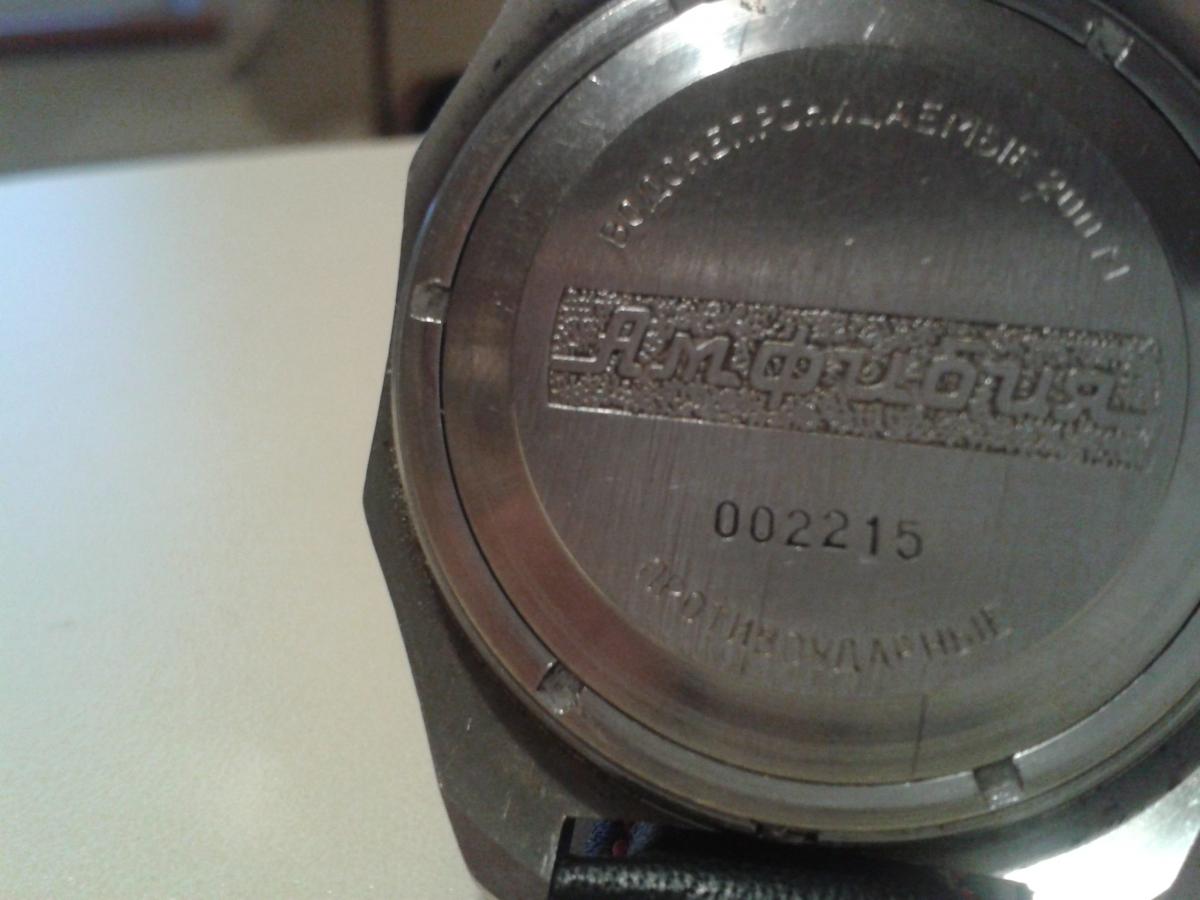 ВОДОНЕПРОНИЦАЕМЫЕ 200 М
Амфибия
002215
ПРОТИВОУДАРНЫЕ